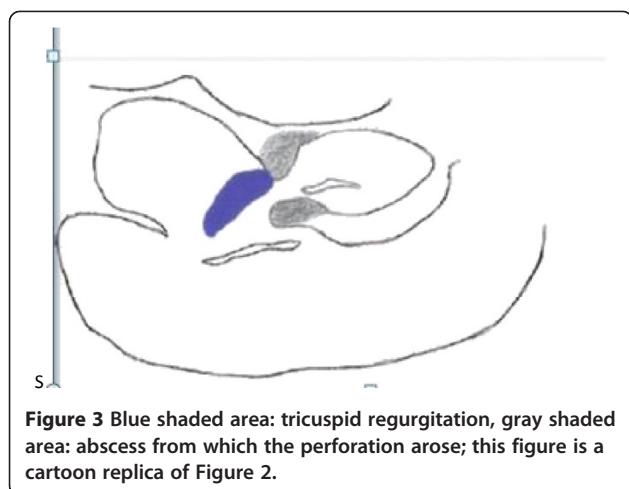 S
Figure 3 Blue shaded area: tricuspid regurgitation, gray shaded
area: abscess from which the perforation arose; this figure is a
cartoon replica of Figure 2.